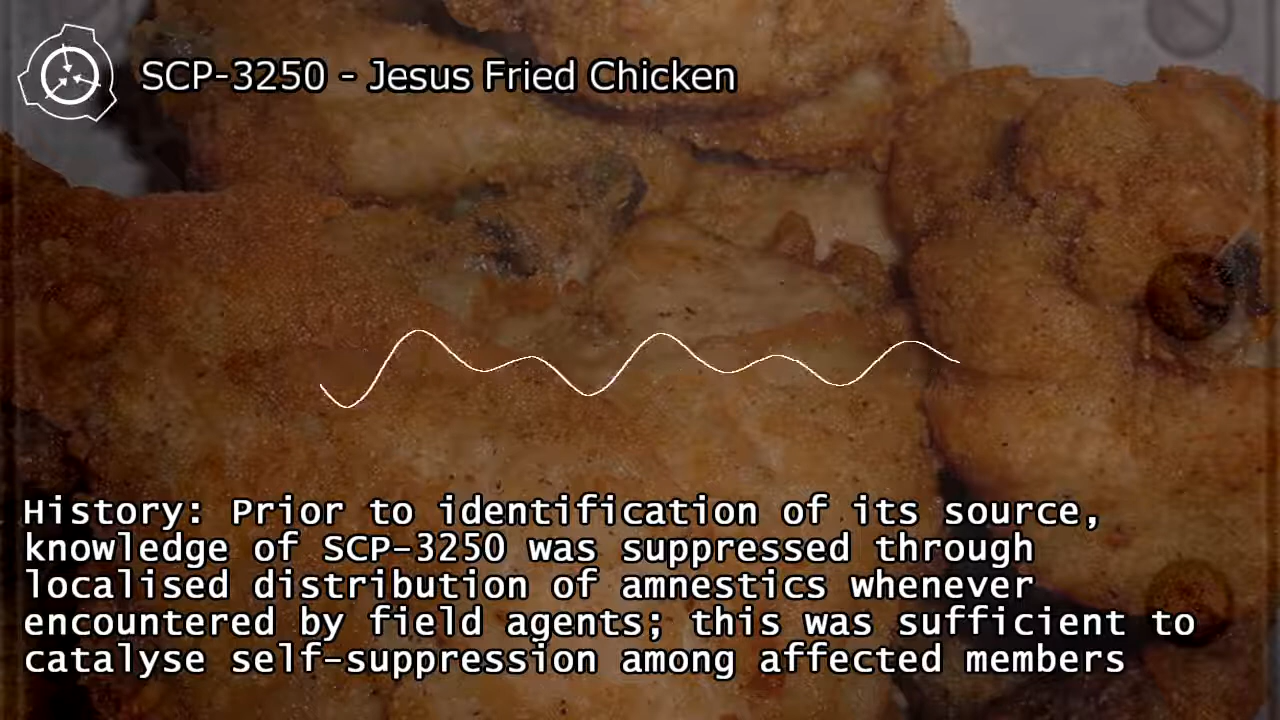 SCP-3250 - Jesus Fried Chicken
History: Prior to identification of its source,
knowledge of SCP-3250 was suppressed through
localised distribution of amnestics whenever
encountered by field agents; this was sufficient to
catalyse self-suppression among affected members